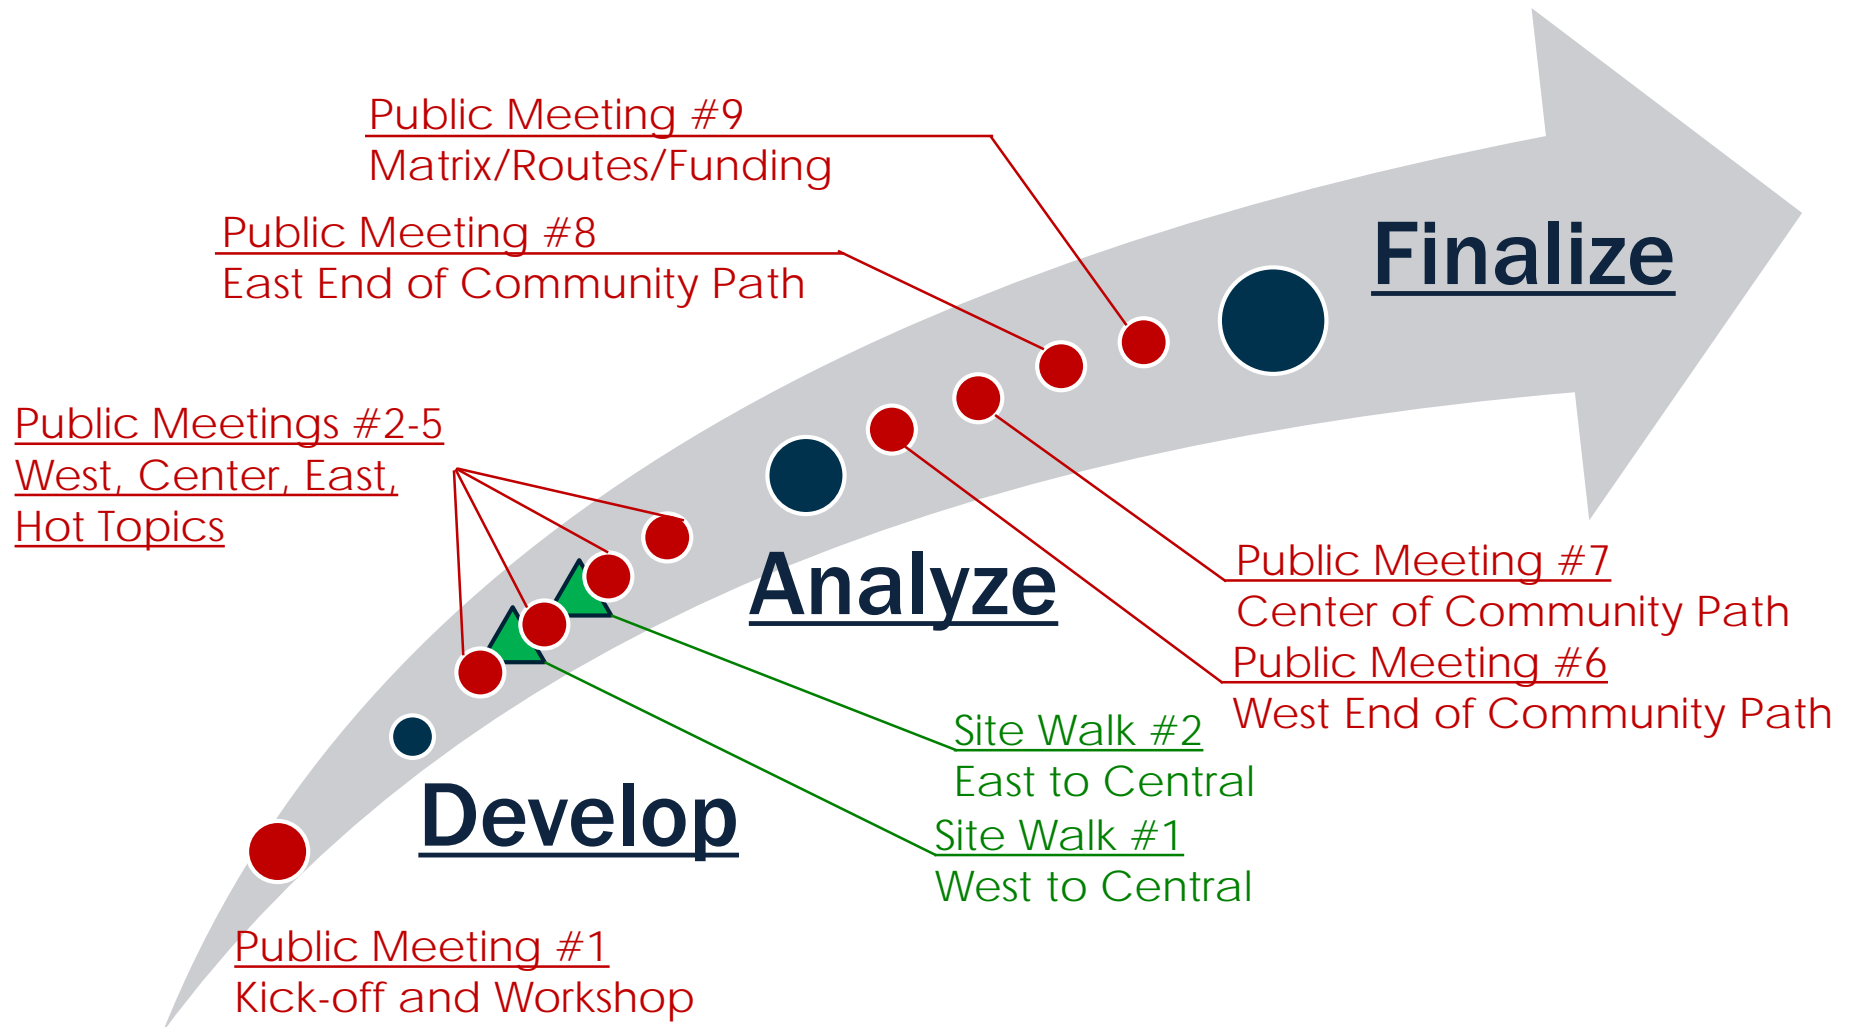 Public Meeting #9
Matrix/Routes/Funding
Public Meeting #8
East End of Community Path
Finalize
Public Meetings #2-5
West, Center, East,
Hot Topics
Analyze
Public Meeting #7
Center of Community Path
Public Meeting #6
West End of Community Path
Site Walk #2
East to Central
Develop
Site Walk #1
West to Central
Public Meeting #1
Kick-off and Workshop